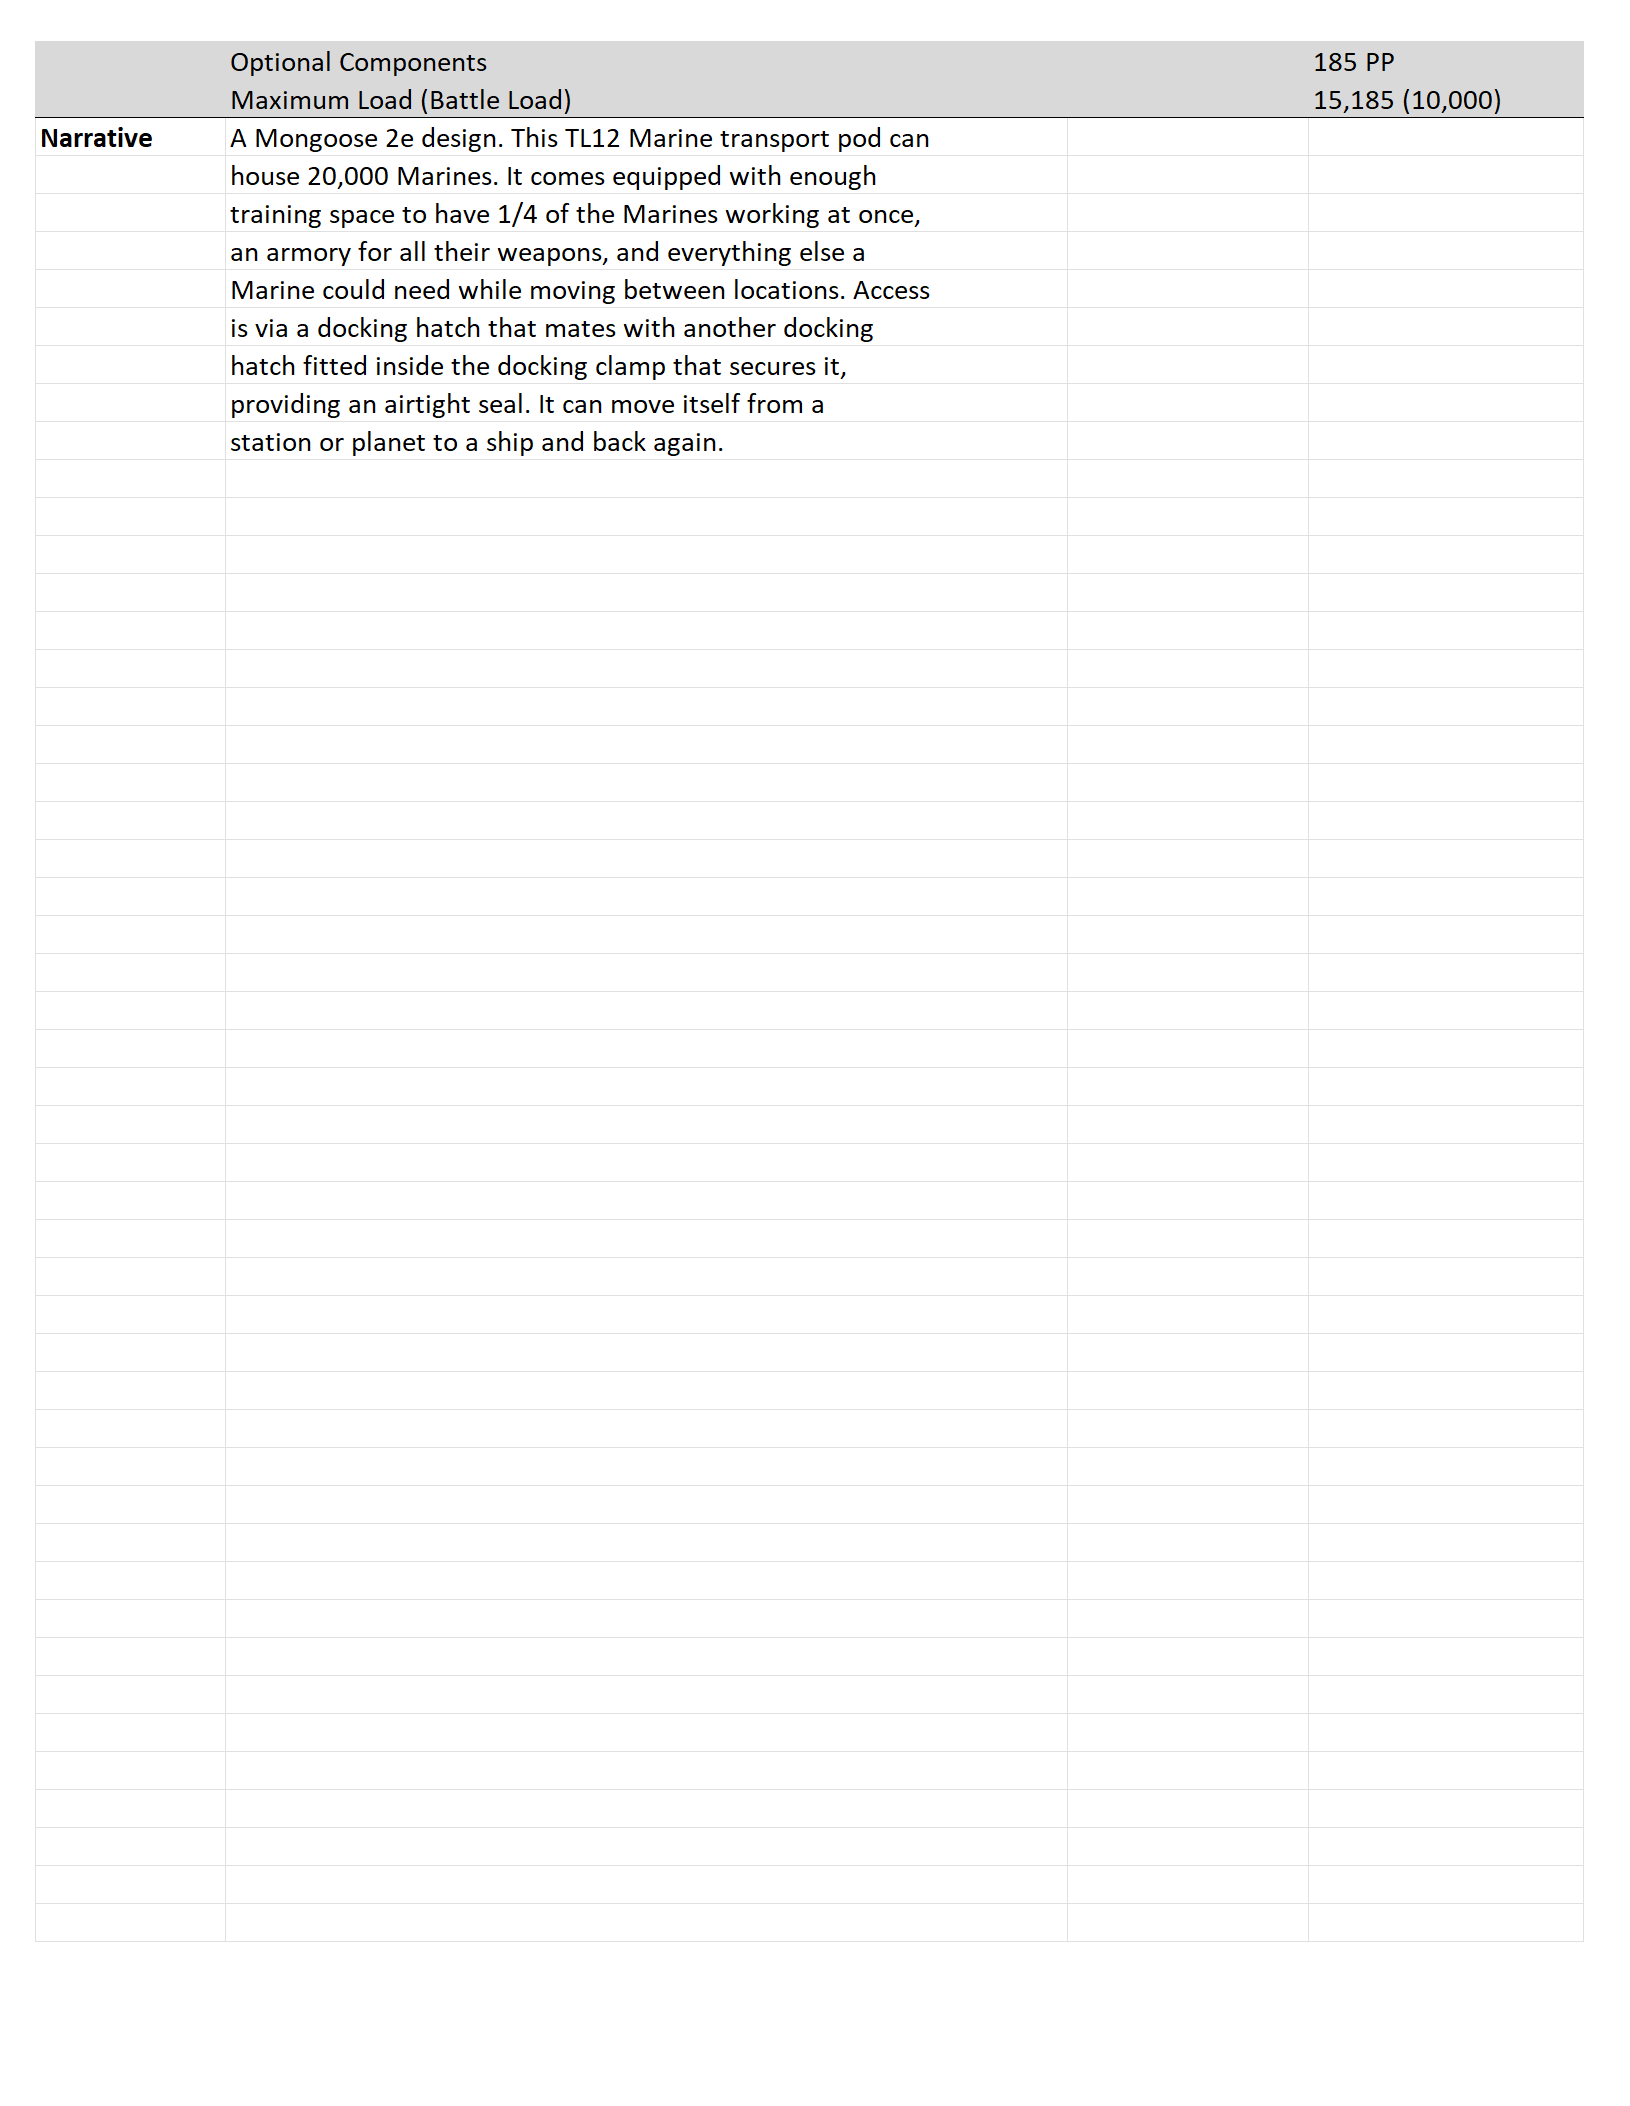 Optional Components 185 PP
Maximum Load (Battle Load) 15,185 (10,000)
Narrative A Mongoose 2e design. This TL12 Marine transport pod can
house 20,000 Marines. It comes equipped with enough
training space to have 1/4 of the Marines working at once,
an armory for all their weapons, and everything else a
Marine could need while moving between locations. Access
is via a docking hatch that mates with another docking
hatch fitted inside the docking clamp that secures it,
providing an airtight seal. It can move itself from a
station or planet to a ship and back again.